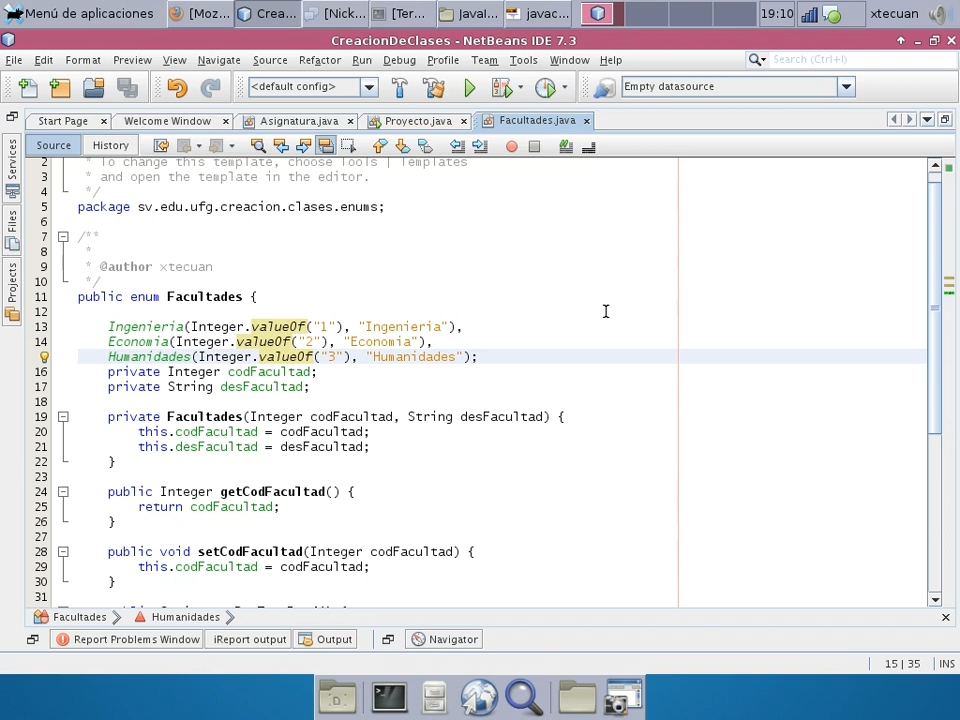 Menú de aplicaciones [Moz... Crea... [Nick... [Ter... JavaI... javac... 19:10 xtecuan
CreacionDeClases - NetBeans IDE 7.3
File Edit Format Preview View Navigate Source Refactor Run Debug Profile Team Tools Window Help Search (Ctrl+I)
<default config> Empty datasource
Start Page Welcome Window Asignatura.java Proyecto.java Facultades.java
Source History
Services
Files
Projects
2 * To change this template, choose Tools | Templates
3 * and open the template in the editor.
4 */
5 package sv.edu.ufg.creacion.clases.enums;
6
7 /**
8 *
9 * @author xtecuan
10 */
11 public enum Facultades {
12
13 Ingenieria(Integer.valueOf("1"), "Ingenieria"),
14 Economia(Integer.valueOf("2"), "Economia"),
Humanidades(Integer.valueOf("3"), "Humanidades");
16 private Integer codFacultad;
17 private String desFacultad;
18
19 private Facultades(Integer codFacultad, String desFacultad) {
20 this.codFacultad = codFacultad;
21 this.desFacultad = desFacultad;
22 }
23
24 public Integer getCodFacultad() {
25 return codFacultad;
26 }
27
28 public void setCodFacultad(Integer codFacultad) {
29 this.codFacultad = codFacultad;
30 }
31
Facultades Humanidades
Report Problems Window iReport output Output Navigator
15 | 35 INS